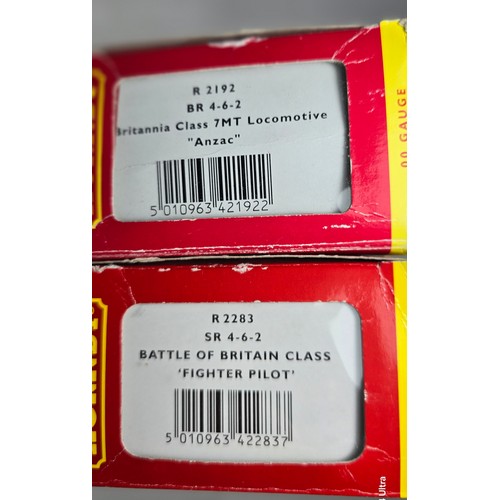 R 2192
BR 4-6-2
Britannia Class 7MT Locomotive
"Anzac"
5 010963 421922
00 GAUGE
R 2283
SR 4-6-2
BATTLE OF BRITAIN CLASS
'FIGHTER PILOT'
5 010963 422837
Ultra